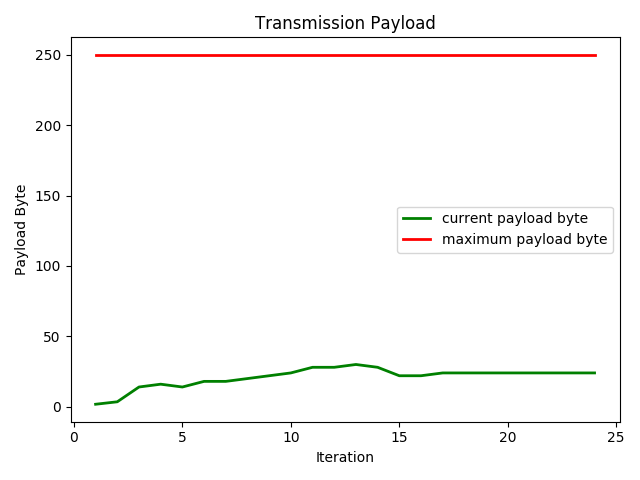 Transmission Payload
250
200
150
100
50
0
Payload Byte
current payload byte
maximum payload byte
0 5 10 15 20 25
Iteration